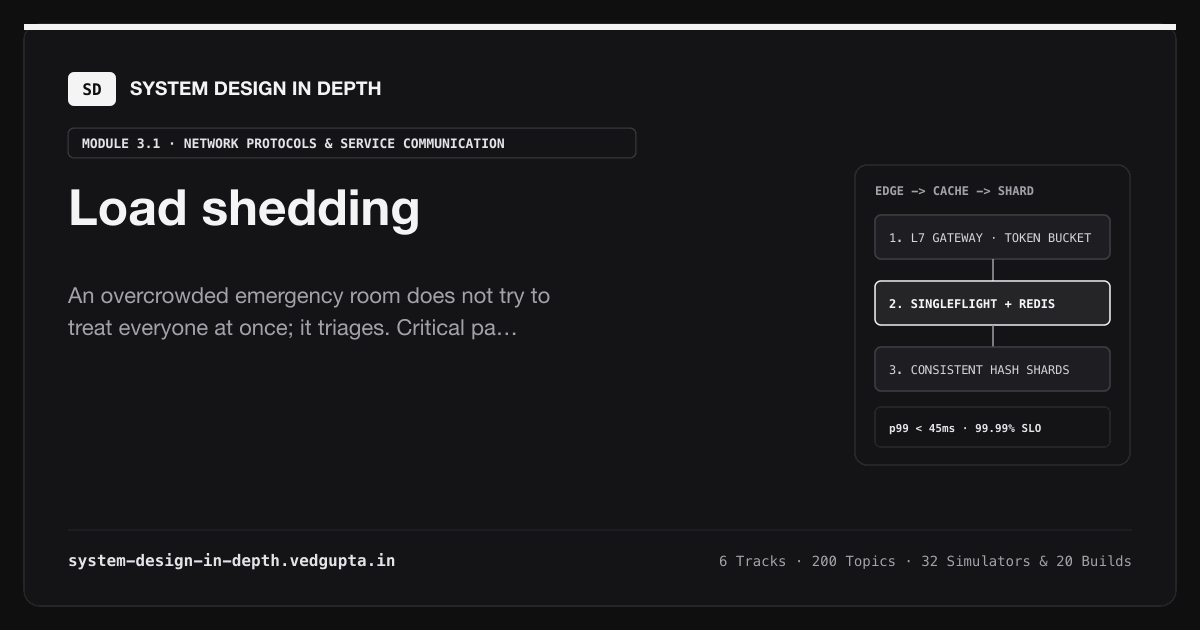 SD SYSTEM DESIGN IN DEPTH
MODULE 3.1 · NETWORK PROTOCOLS & SERVICE COMMUNICATION
Load shedding
An overcrowded emergency room does not try to
treat everyone at once; it triages. Critical pa…
EDGE —> CACHE —> SHARD
1. L7 GATEWAY · TOKEN BUCKET
2. SINGLEFLIGHT + REDIS
3. CONSISTENT HASH SHARDS
p99 < 45ms · 99.99% SLO
system-design-in-depth.vedgupta.in
6 Tracks · 200 Topics · 32 Simulators & 20 Builds